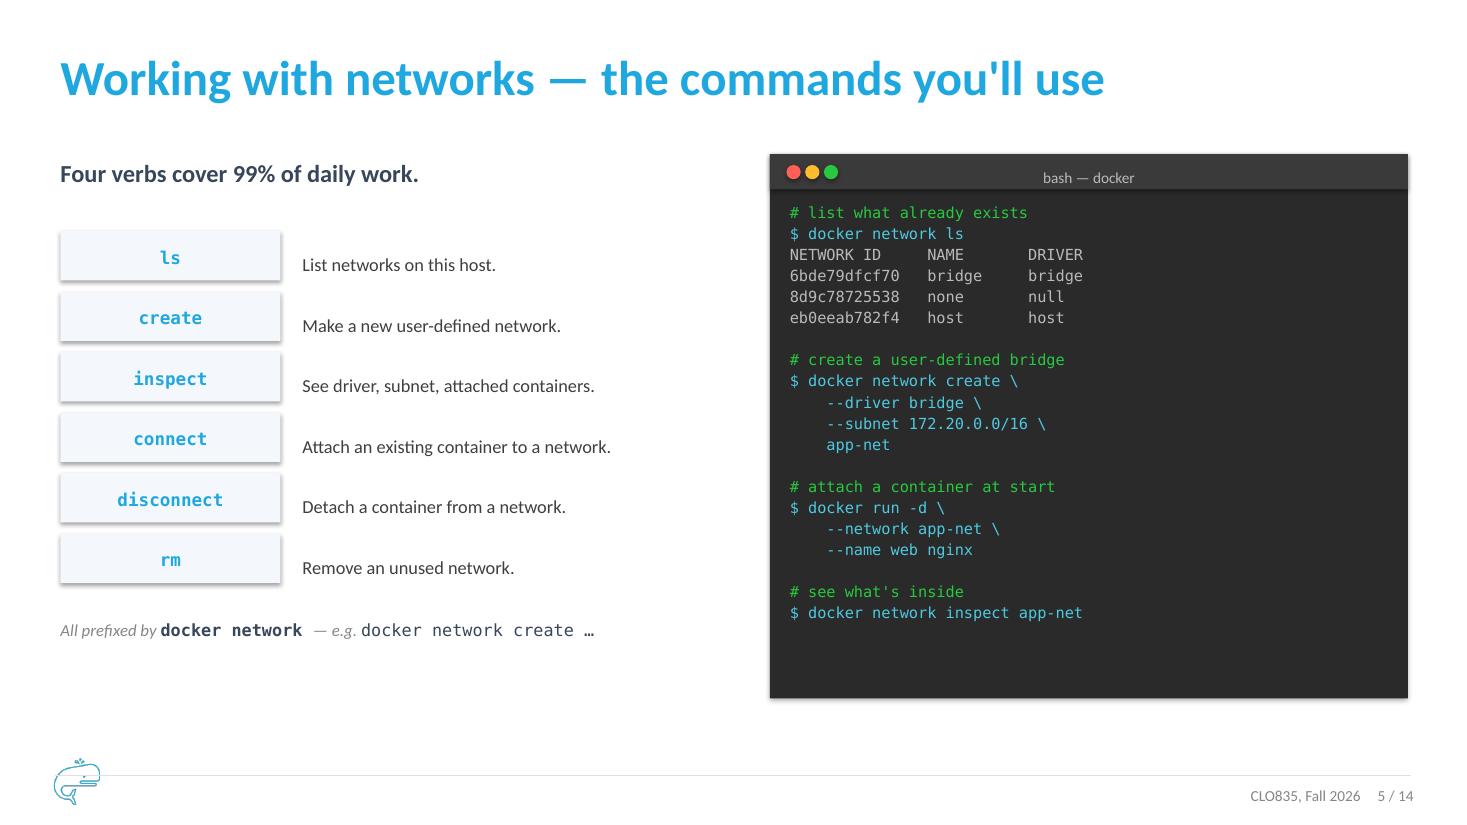 Working with networks — the commands you'll use
Four verbs cover 99% of daily work.
ls
List networks on this host.
create
Make a new user-defined network.
inspect
See driver, subnet, attached containers.
connect
Attach an existing container to a network.
disconnect
Detach a container from a network.
rm
Remove an unused network.
All prefixed by docker network — e.g. docker network create …
bash — docker
# list what already exists
$ docker network ls
NETWORK ID     NAME       DRIVER
6bde79dfcf70   bridge     bridge
8d9c78725538   none       null
eb0eeab782f4   host       host
# create a user-defined bridge
$ docker network create \
    --driver bridge \
    --subnet 172.20.0.0/16 \
    app-net
# attach a container at start
$ docker run -d \
    --network app-net \
    --name web nginx
# see what's inside
$ docker network inspect app-net
CLO835, Fall 2026 5 / 14